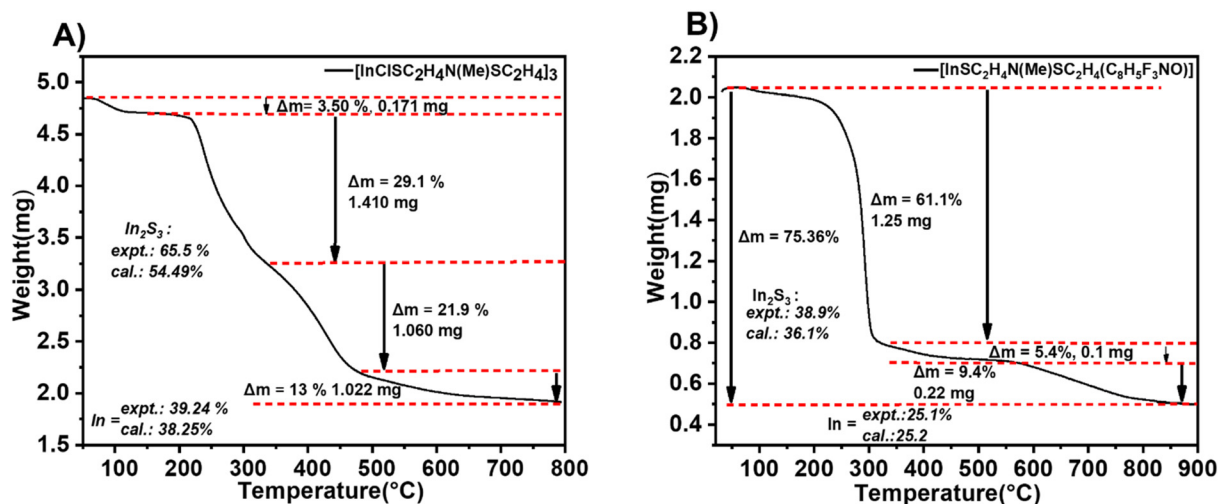 A)
[InClSC2H4N(Me)SC2H4]3
Δm= 3.50 %, 0.171 mg
Δm = 29.1 %
1.410 mg
In2S3 :
expt.: 65.5 %
cal.: 54.49%
Δm = 21.9 %
1.060 mg
Δm = 13 % 1.022 mg
In = expt.: 39.24 %
cal.: 38.25%
Weight(mg)
5.0
4.5
4.0
3.5
3.0
2.5
2.0
1.5
100 200 300 400 500 600 700 800
Temperature(°C)
B)
[InSC2H4N(Me)SC2H4(C8H5F3NO)]
Δm = 61.1%
1.25 mg
Δm = 75.36%
In2S3 :
expt.: 38.9%
cal.: 36.1%
Δm = 5.4%, 0.1 mg
Δm = 9.4%
0.22 mg
In = expt.:25.1%
cal.:25.2
Weight(mg)
2.2
2.0
1.8
1.6
1.4
1.2
1.0
0.8
0.6
0.4
100 200 300 400 500 600 700 800 900
Temperature(°C)